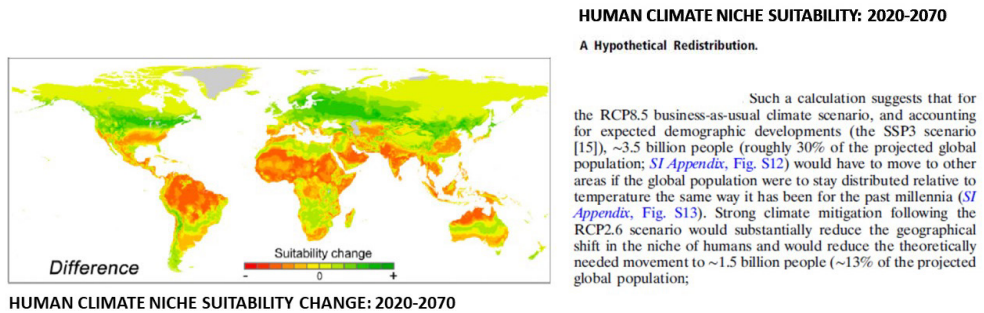 HUMAN CLIMATE NICHE SUITABILITY: 2020-2070
A Hypothetical Redistribution.
Such a calculation suggests that for
the RCP8.5 business-as-usual climate scenario, and accounting
for expected demographic developments (the SSP3 scenario
[15]), ~3.5 billion people (roughly 30% of the projected global
population; SI Appendix, Fig. S12) would have to move to other
areas if the global population were to stay distributed relative to
temperature the same way it has been for the past millennia (SI
Appendix, Fig. S13). Strong climate mitigation following the
RCP2.6 scenario would substantially reduce the geographical
shift in the niche of humans and would reduce the theoretically
needed movement to ~1.5 billion people (~13% of the projected
global population;
Suitability change
- 0 +
Difference
HUMAN CLIMATE NICHE SUITABILITY CHANGE: 2020-2070